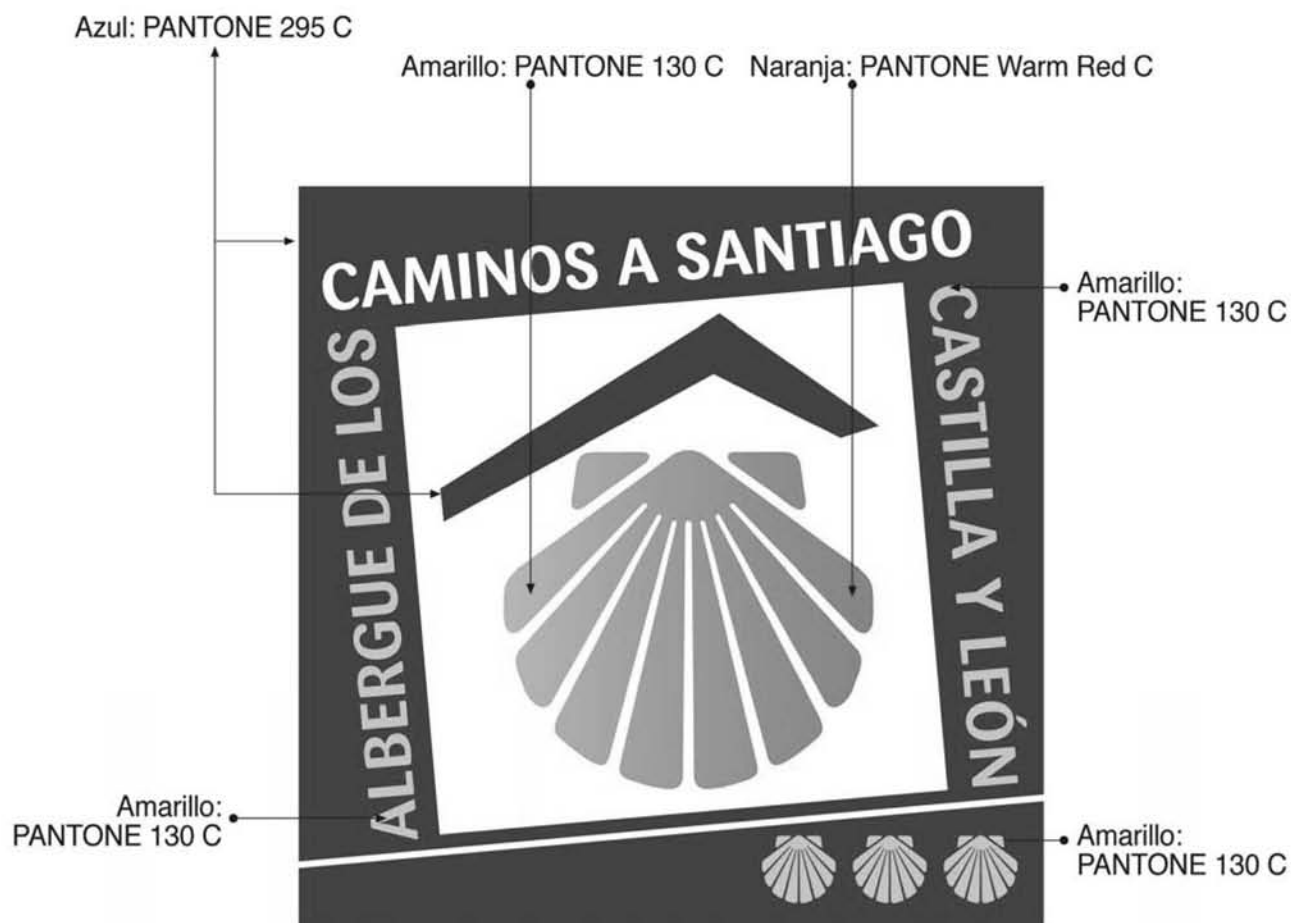 Azul: PANTONE 295 C
Amarillo: PANTONE 130 C
Naranja: PANTONE Warm Red C
CAMINOS A SANTIAGO
Amarillo:
PANTONE 130 C
ALBERGUE DE LOS
CASTILLA Y LEÓN
Amarillo:
PANTONE 130 C
Amarillo:
PANTONE 130 C